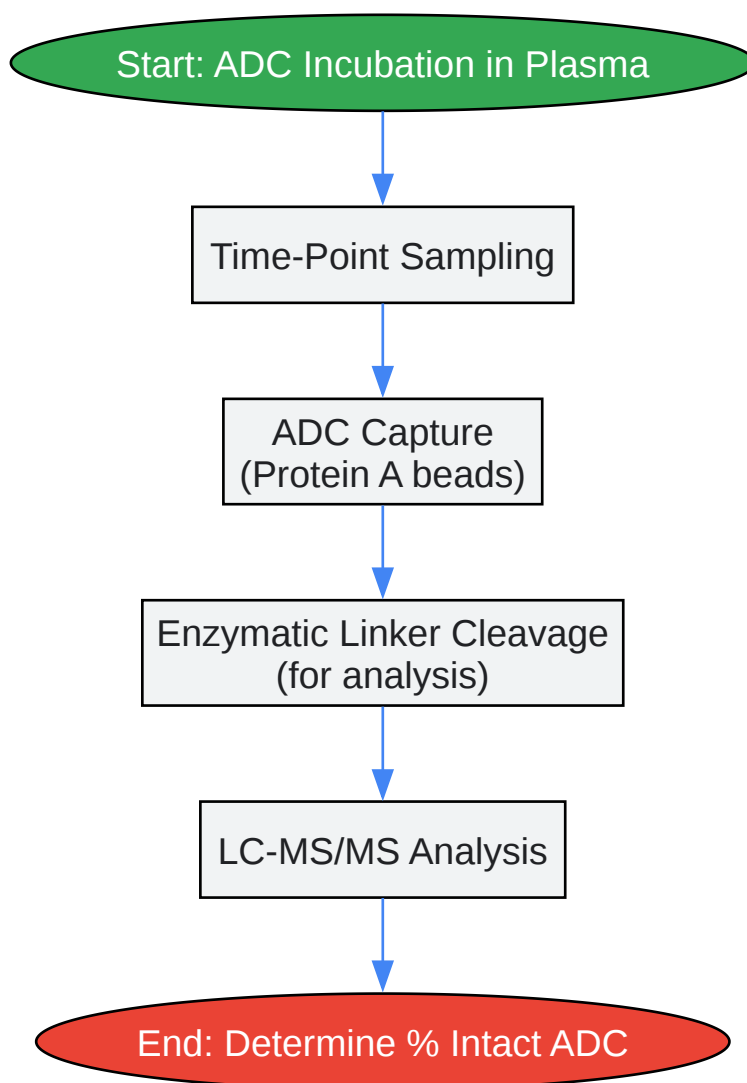 Start: ADC Incubation in Plasma
Time-Point Sampling
ADC Capture
(Protein A beads)
Enzymatic Linker Cleavage
(for analysis)
LC-MS/MS Analysis
End: Determine % Intact ADC